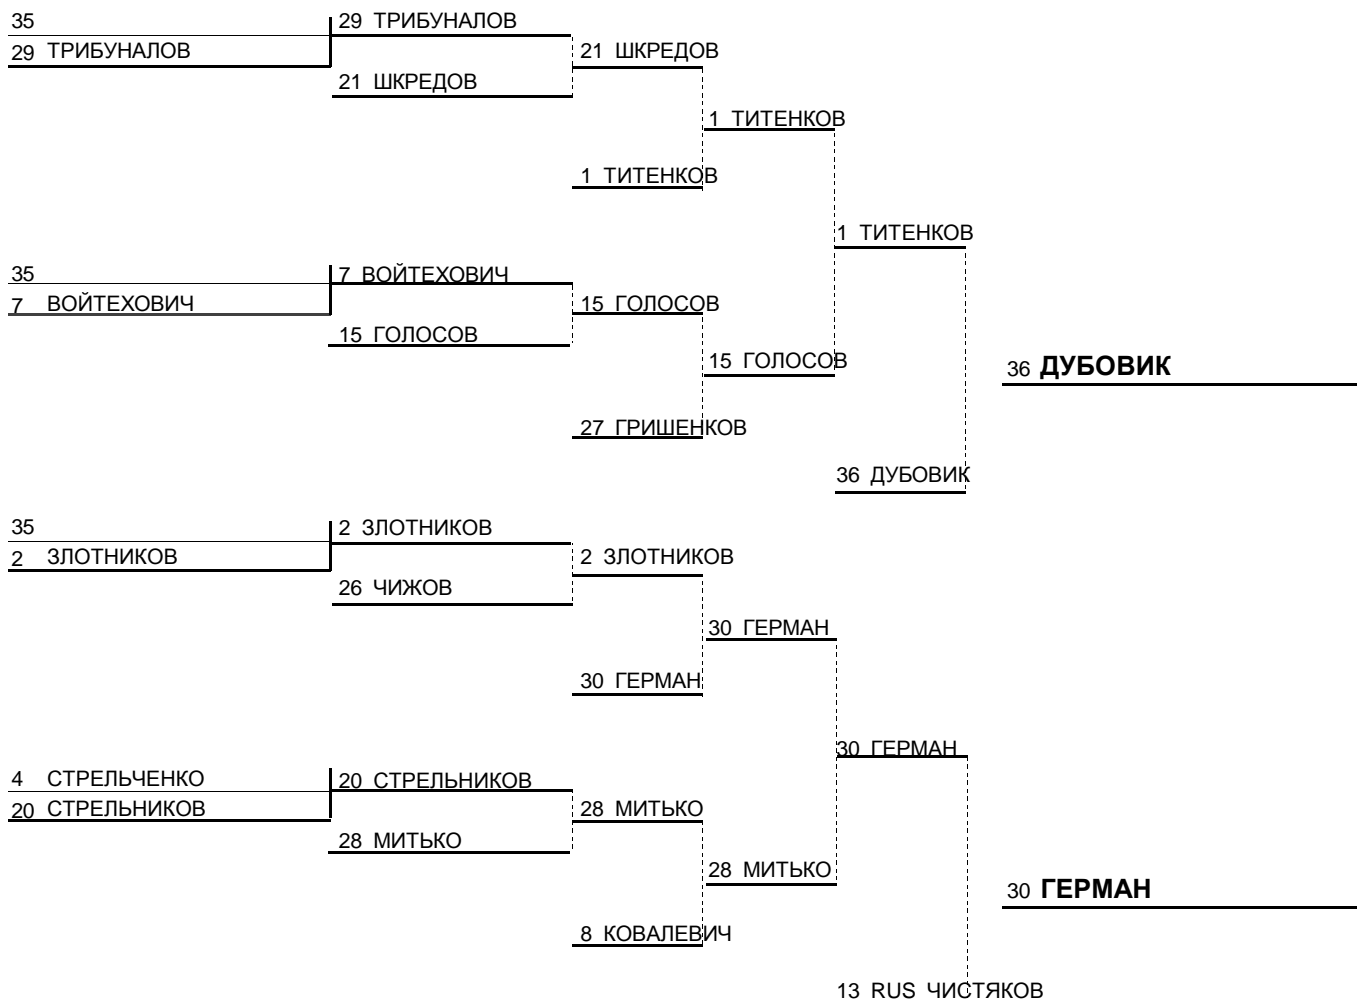 35
29 ТРИБУНАЛОВ
29 ТРИБУНАЛОВ
21 ШКРЕДОВ
21 ШКРЕДОВ
1 ТИТЕНКОВ
1 ТИТЕНКОВ
1 ТИТЕНКОВ
35
7 ВОЙТЕХОВИЧ
7 ВОЙТЕХОВИЧ
15 ГОЛОСОВ
15 ГОЛОСОВ
15 ГОЛОСОВ
36 ДУБОВИК
27 ГРИШЕНКОВ
36 ДУБОВИК
35
2 ЗЛОТНИКОВ
2 ЗЛОТНИКОВ
2 ЗЛОТНИКОВ
26 ЧИЖОВ
30 ГЕРМАН
30 ГЕРМАН
30 ГЕРМАН
4 СТРЕЛЬЧЕНКО
20 СТРЕЛЬНИКОВ
20 СТРЕЛЬНИКОВ
28 МИТЬКО
28 МИТЬКО
28 МИТЬКО
30 ГЕРМАН
8 КОВАЛЕВИЧ
13 RUS ЧИСТЯКОВ